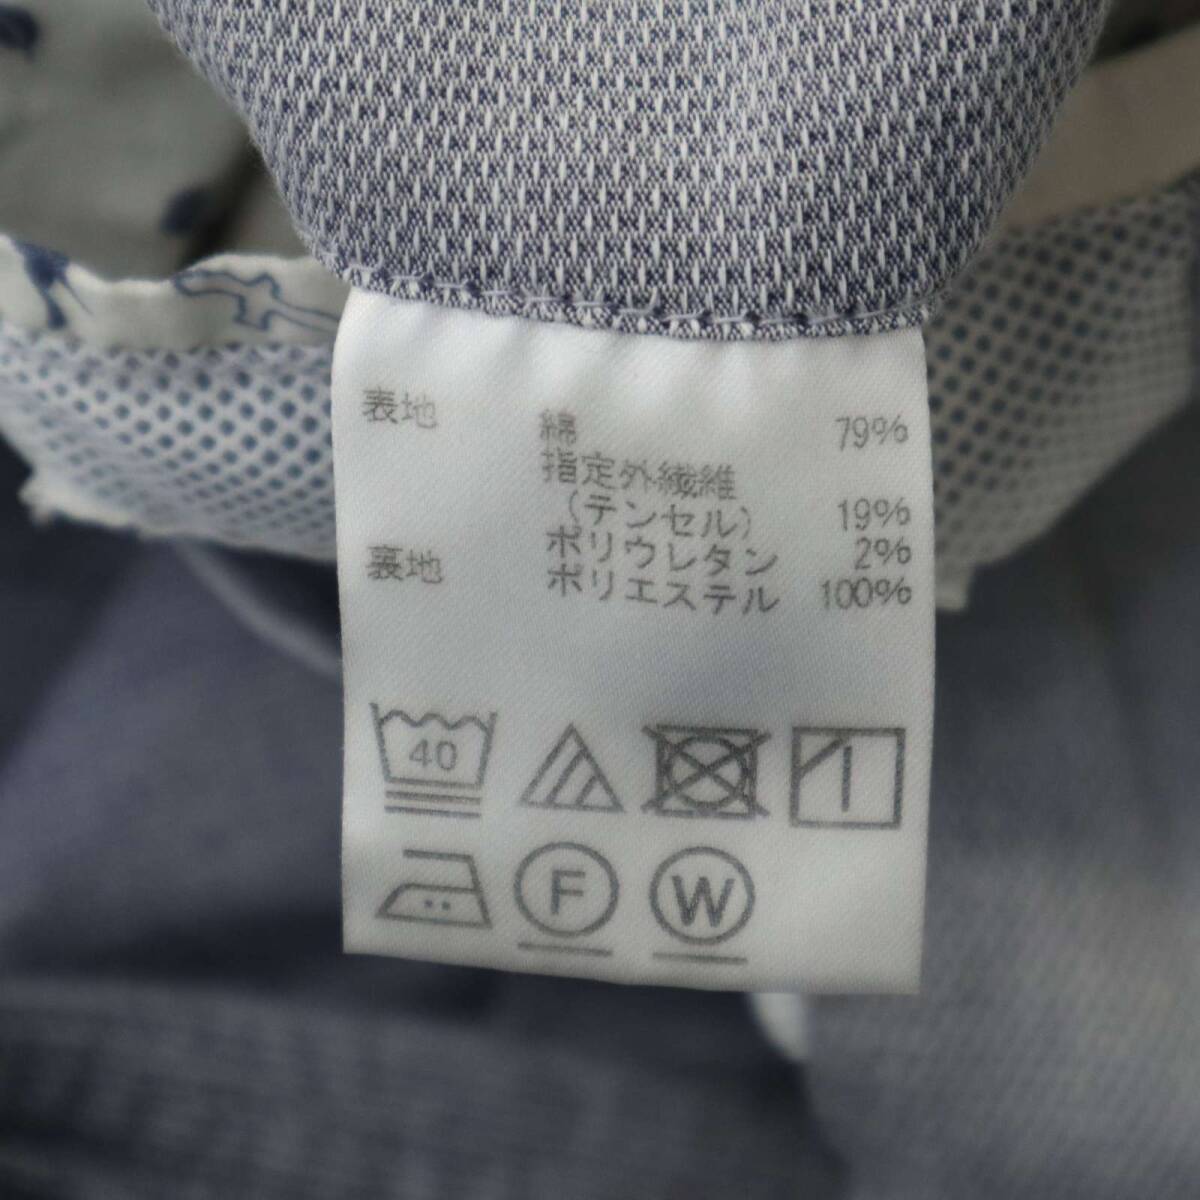 表地 綿 79%
指定外繊維
(テンセル) 19%
ポリウレタン 2%
裏地 ポリエステル 100%
40
F
W